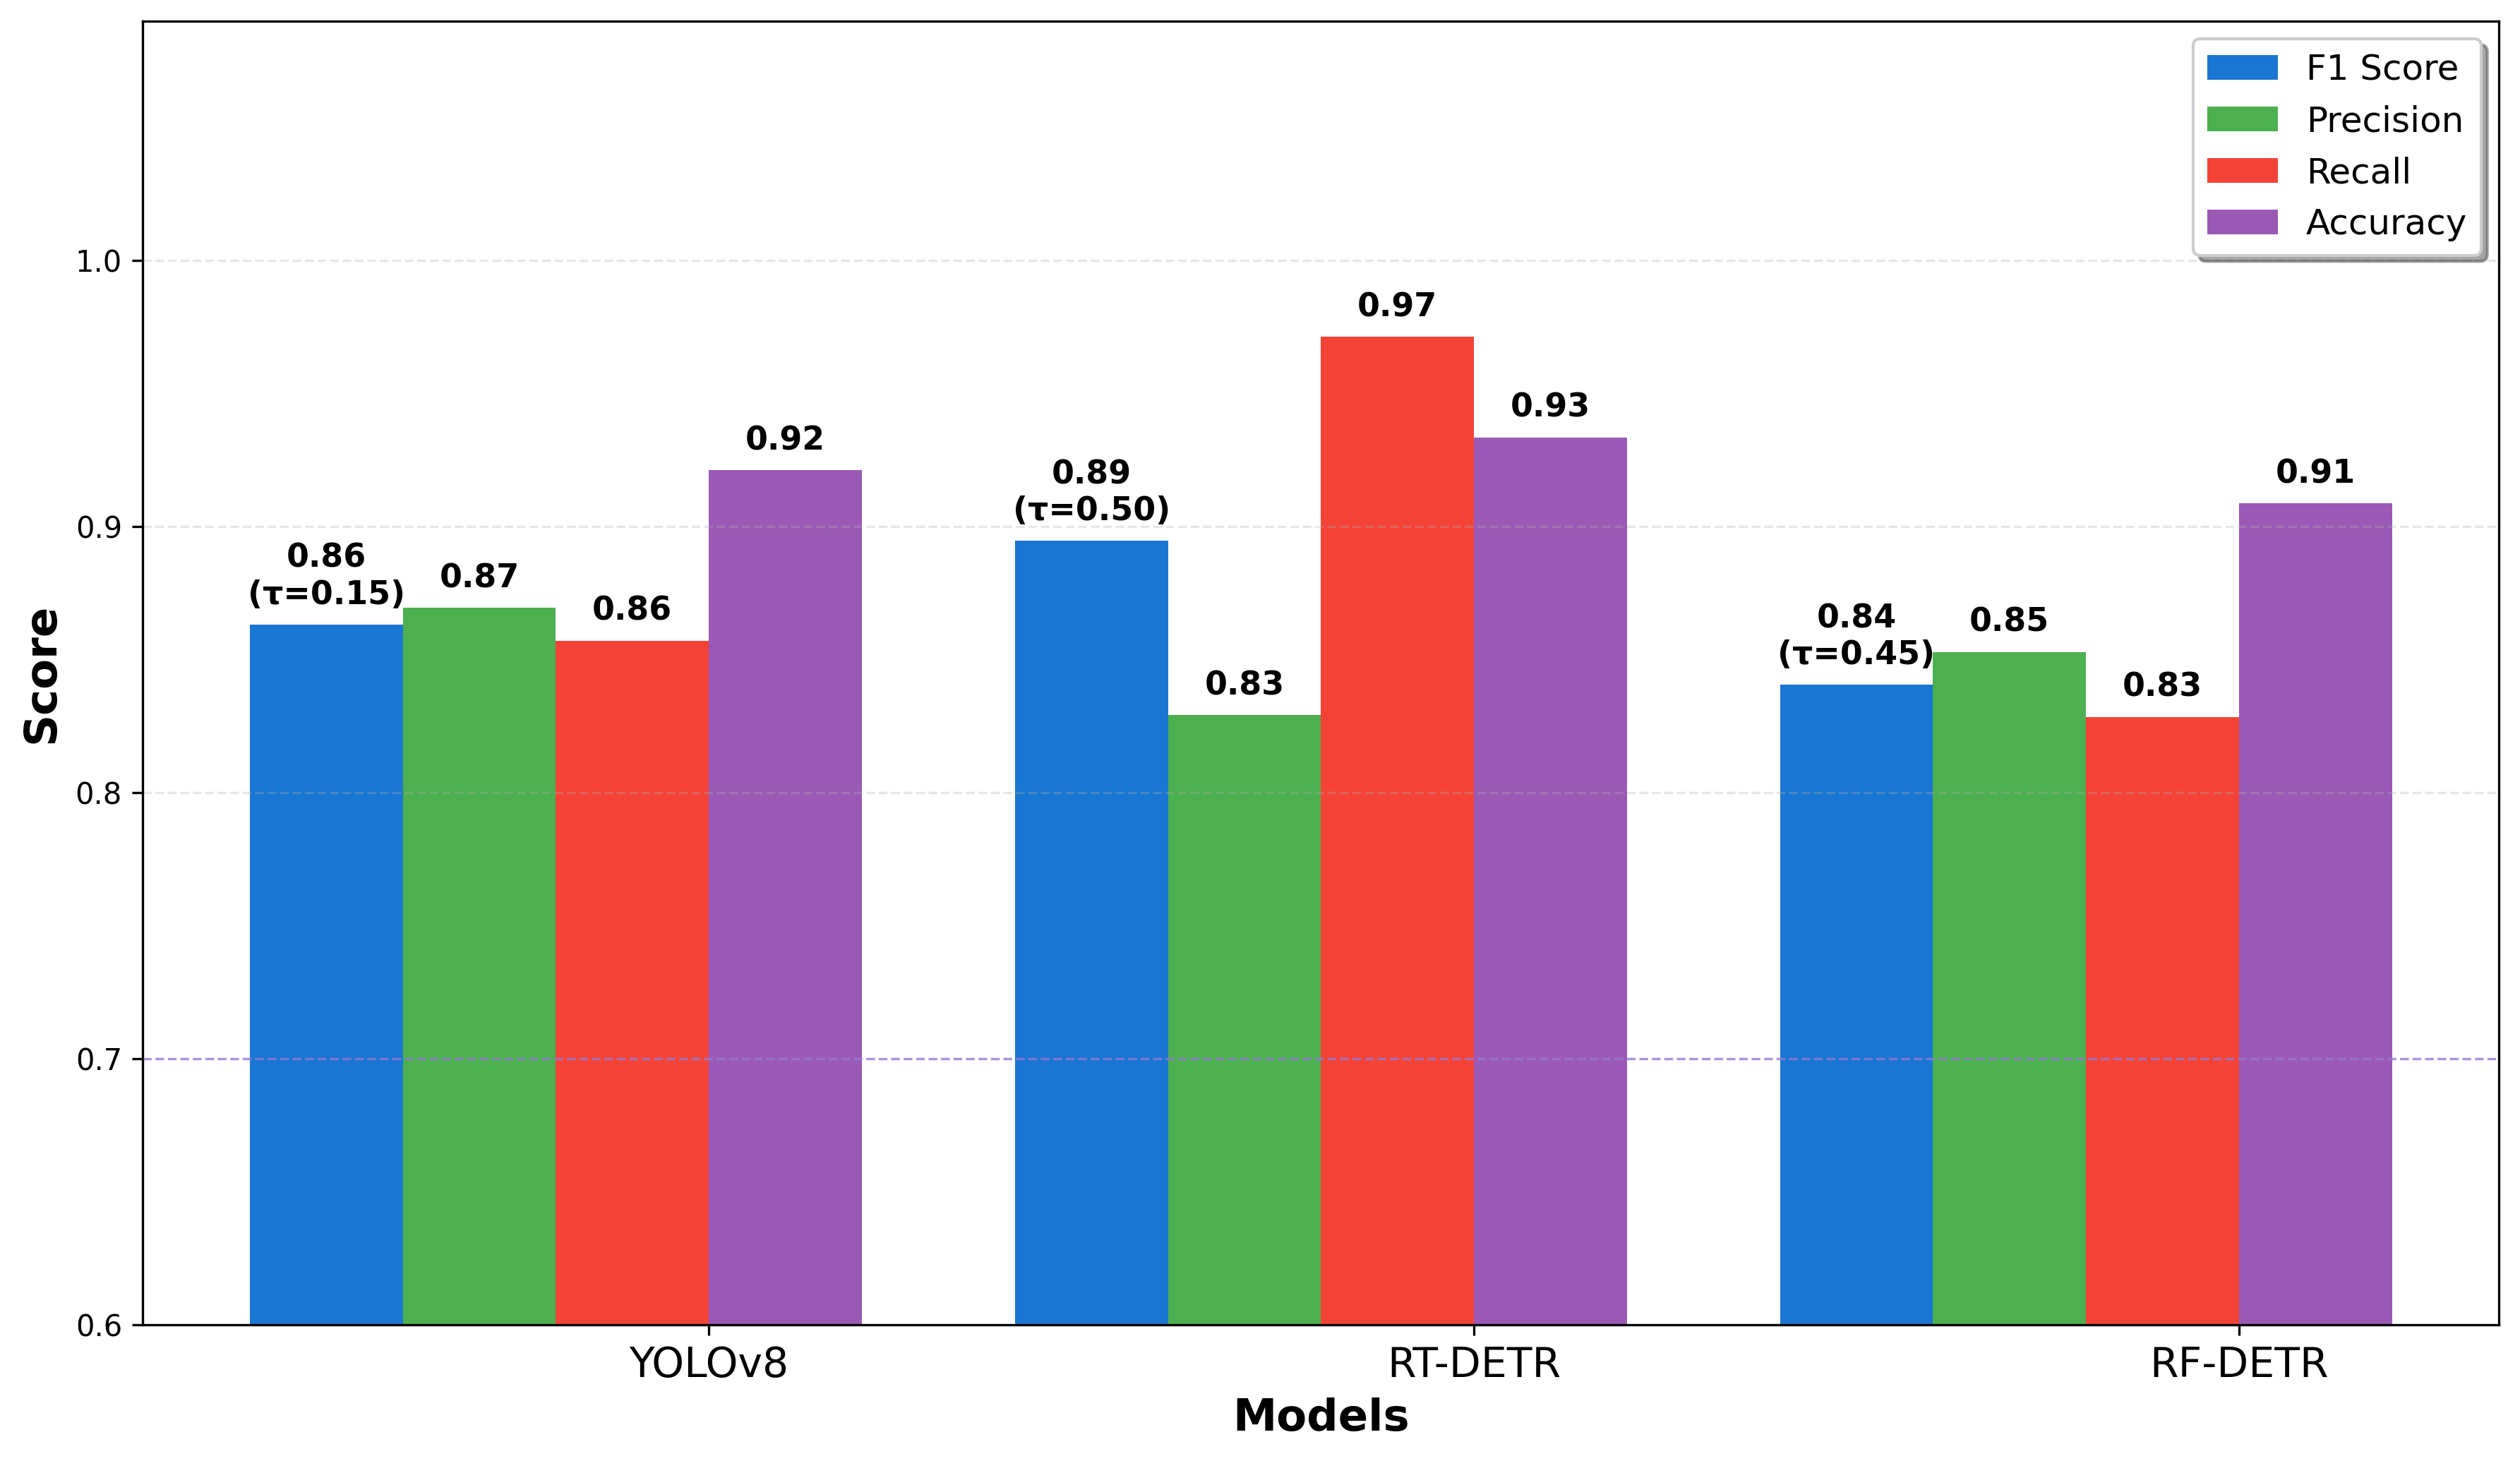 F1 Score
Precision
Recall
Accuracy
1.0
0.9
0.8
0.7
0.6
Score
0.86
(τ=0.15)
0.87
0.86
0.92
0.89
(τ=0.50)
0.83
0.97
0.93
0.84
(τ=0.45)
0.85
0.83
0.91
YOLOv8
RT-DETR
RF-DETR
Models